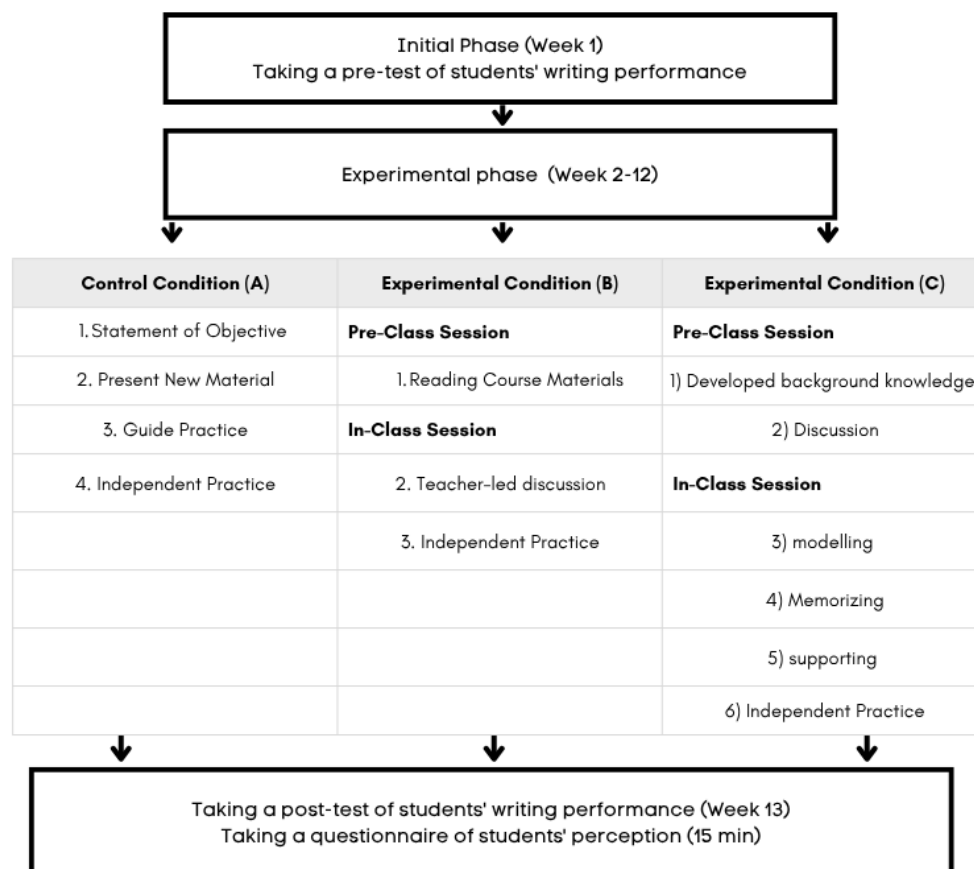 Initial Phase (Week 1)
Taking a pre-test of students' writing performance
Experimental phase (Week 2-12)
Control Condition (A)
Experimental Condition (B)
Experimental Condition (C)
1. Statement of Objective
Pre-Class Session
Pre-Class Session
2. Present New Material
1. Reading Course Materials
1) Developed background knowledge
3. Guide Practice
In-Class Session
2) Discussion
4. Independent Practice
2. Teacher-led discussion
In-Class Session
3. Independent Practice
3) modelling
4) Memorizing
5) supporting
6) Independent Practice
Taking a post-test of students' writing performance (Week 13)
Taking a questionnaire of students' perception (15 min)